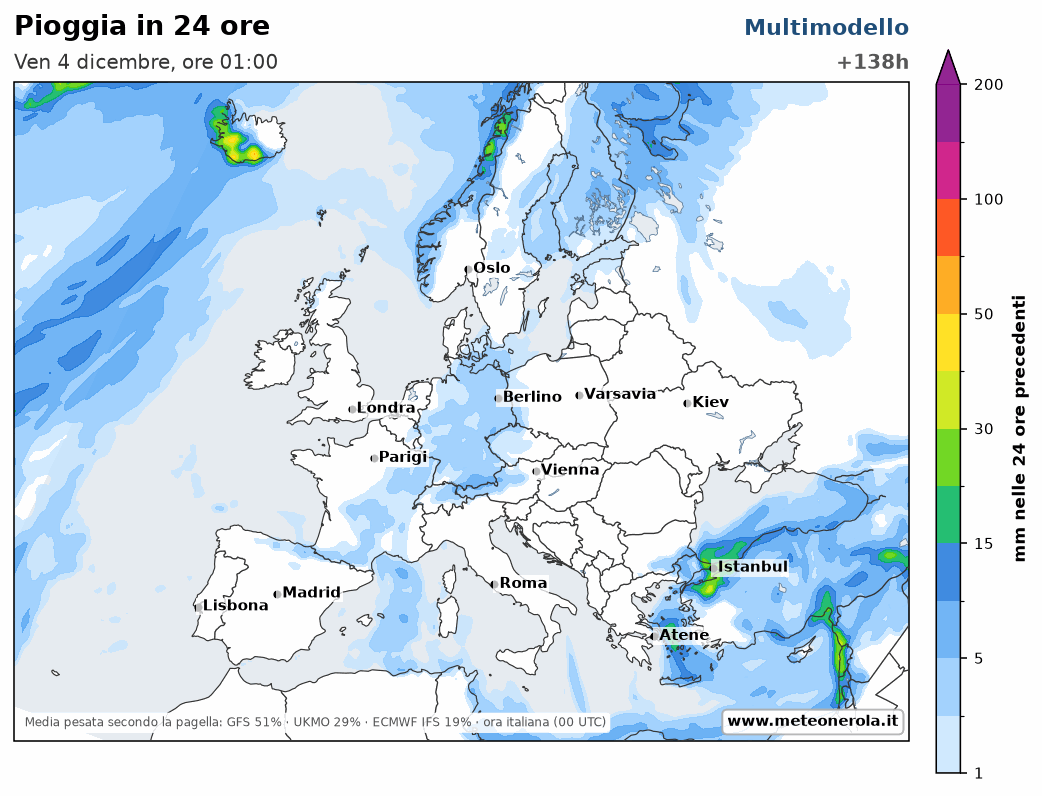 Pioggia in 24 ore
Multimodello
Ven 4 dicembre, ore 01:00
+138h
200
100
50
30
15
5
1
mm nelle 24 ore precedenti
Oslo
Berlino
Varsavia
Kiev
Londra
Parigi
Vienna
Istanbul
Roma
Madrid
Lisbona
Atene
Media pesata secondo la pagella: GFS 51% · UKMO 29% · ECMWF IFS 19% · ora italiana (00 UTC)
www.meteonerola.it